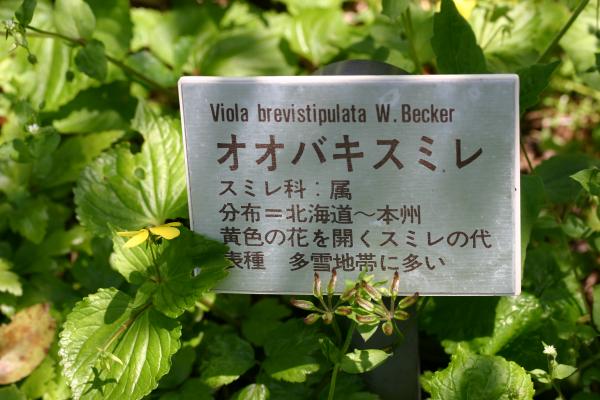 Viola brevistipulata W. Becker
オオバキスミレ
スミレ科：属
分布＝北海道～本州
黄色の花を開くスミレの代
表種　多雪地帯に多い